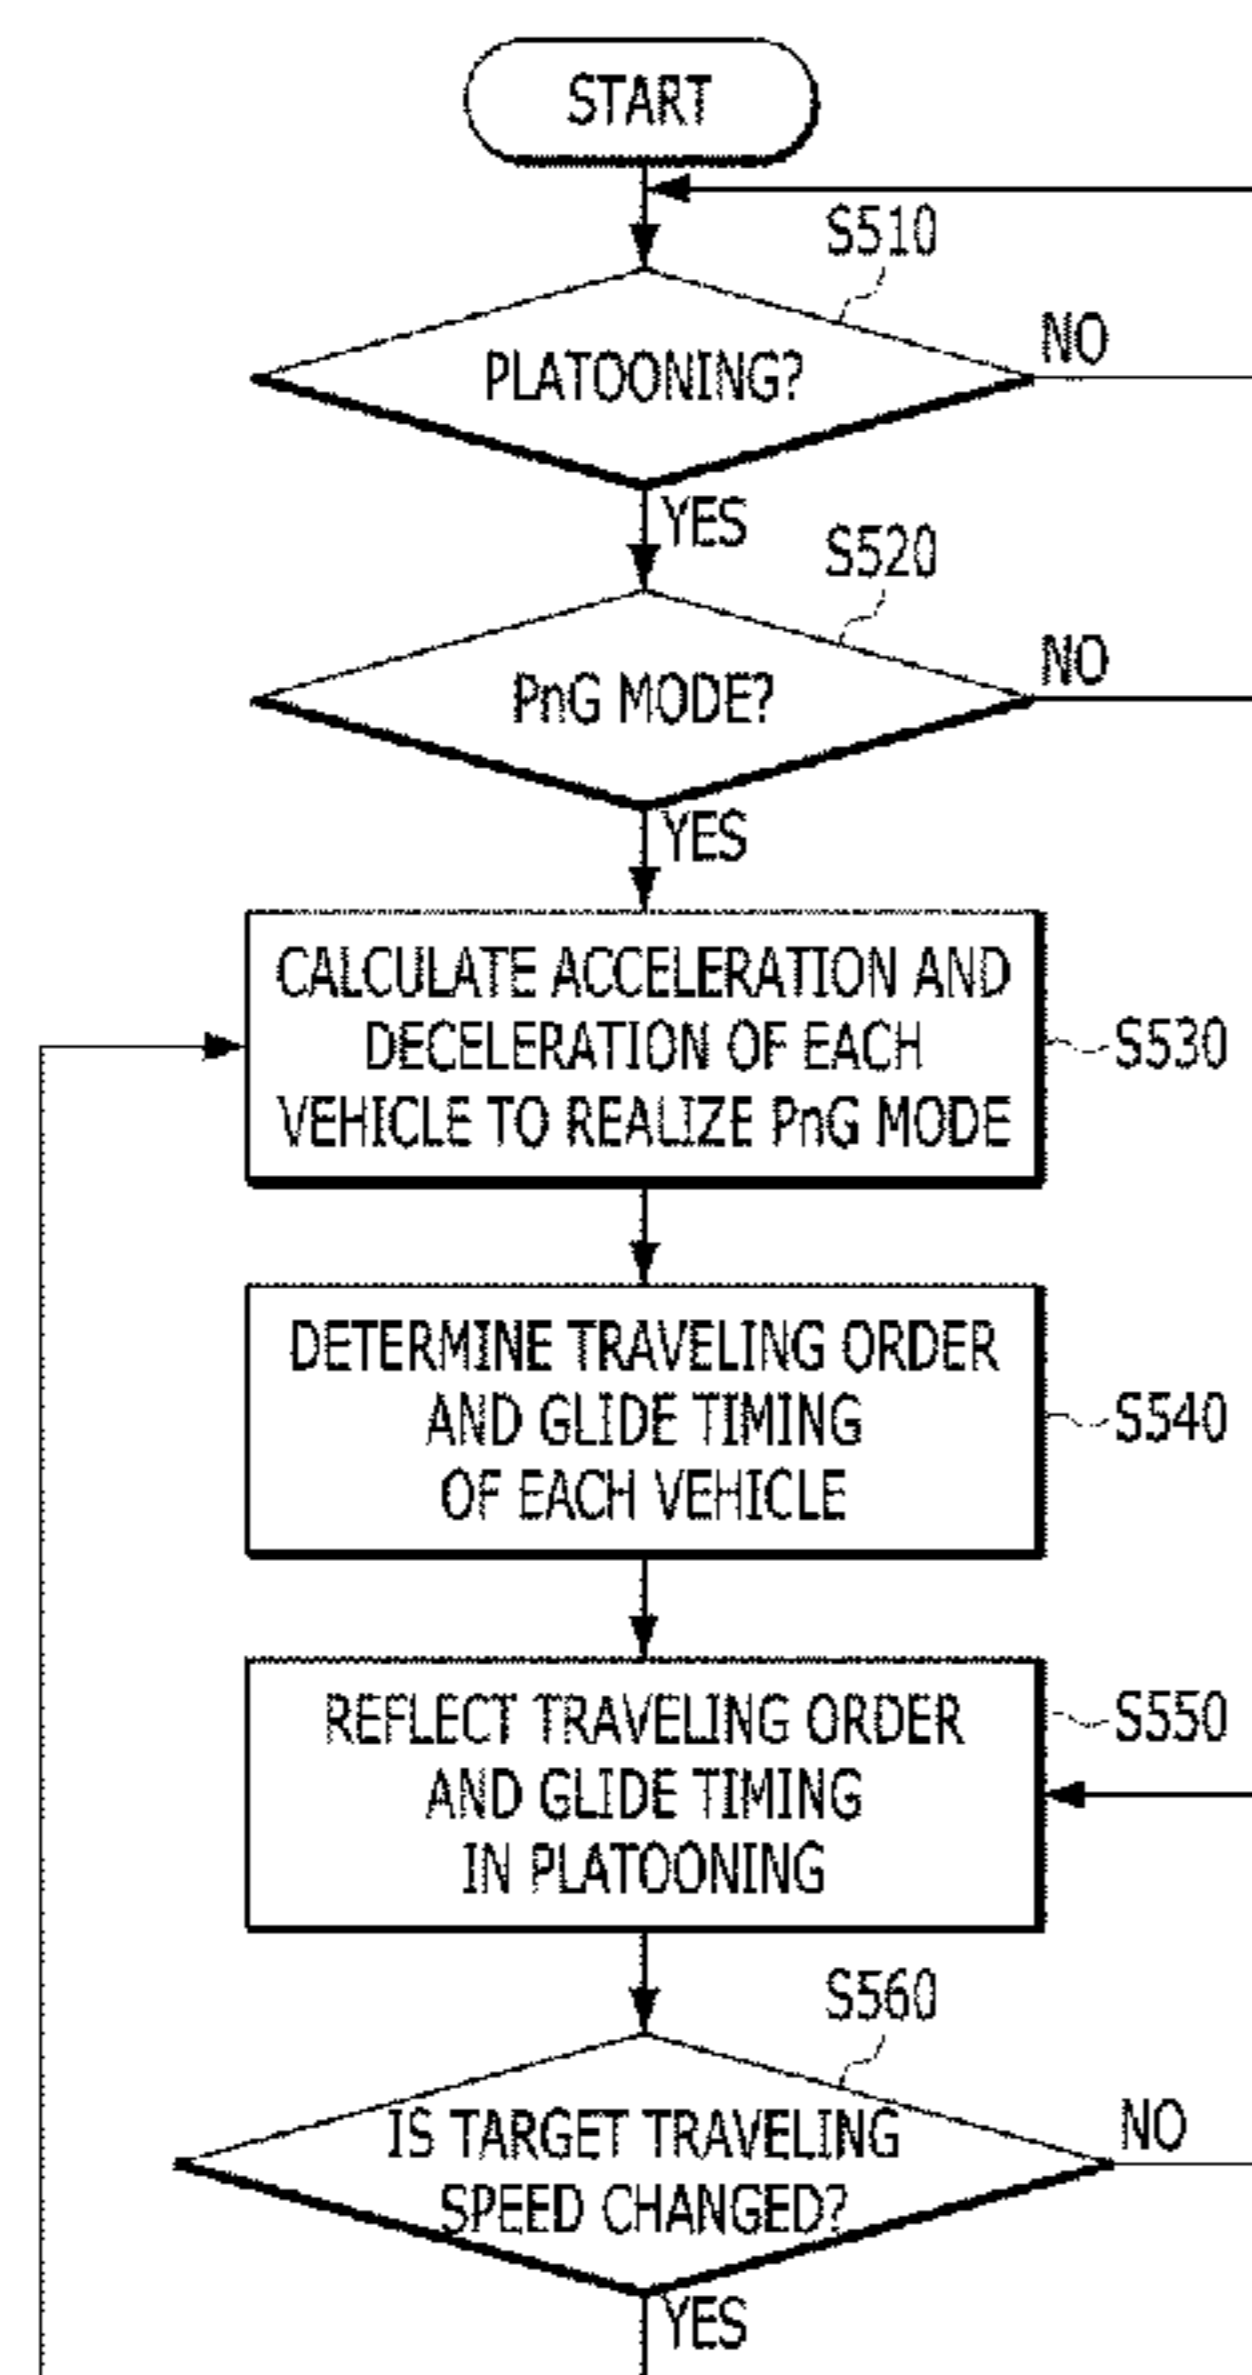 START
S510
PLATOONING?
NO
YES
S520
PnG MODE?
NO
YES
CALCULATE ACCELERATION AND
DECELERATION OF EACH
VEHICLE TO REALIZE PnG MODE
S530
DETERMINE TRAVELING ORDER
AND GLIDE TIMING
OF EACH VEHICLE
S540
REFLECT TRAVELING ORDER
AND GLIDE TIMING
IN PLATOONING
S550
S560
IS TARGET TRAVELING
SPEED CHANGED?
NO
YES